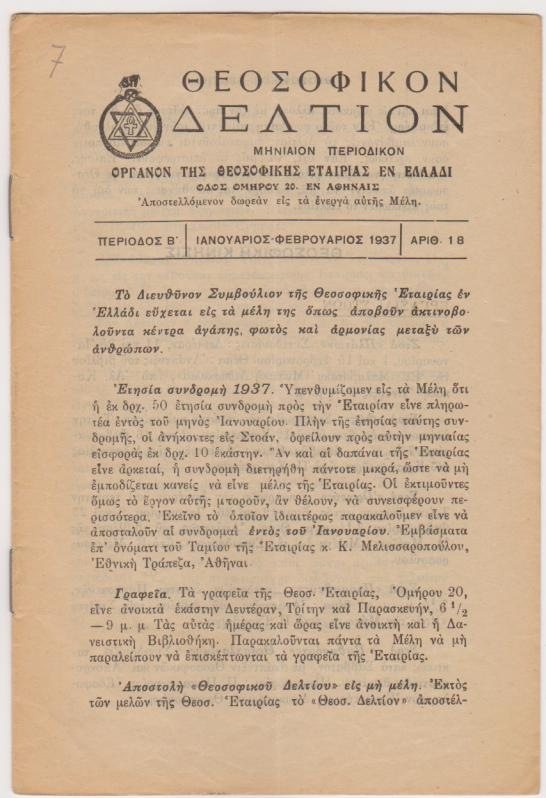 7
ΘΕΟΣΟΦΙΚΟΝ
ΔΕΛΤΙΟΝ
ΜΗΝΙΑΙΟΝ ΠΕΡΙΟΔΙΚΟΝ
ΟΡΓΑΝΟΝ ΤΗΣ ΘΕΟΣΟΦΙΚΗΣ ΕΤΑΙΡΙΑΣ ΕΝ ΕΛΛΑΔΙ
ΟΔΟΣ ΟΜΗΡΟΥ 20. ΕΝ ΑΘΗΝΑΙΣ
Ἀποστελλόμενον δωρεὰν εἰς τὰ ἐνεργὰ αὐτῆς Μέλη.
ΠΕΡΙΟΔΟΣ Β΄ ΙΑΝΟΥΑΡΙΟΣ-ΦΕΒΡΟΥΑΡΙΟΣ 1937 ΑΡΙΘ. 18
Τὸ Διευθῦνον Συμβούλιον τῆς Θεοσοφικῆς Ἑταιρίας ἐν
Ἑλλάδι εὔχεται εἰς τὰ μέλη της ὅπως ἀποβοῦν ἀκτινοβο-
λοῦντα κέντρα ἀγάπης, φωτὸς καὶ ἁρμονίας μεταξὺ τῶν
ἀνθρώπων.
Ἐτησία συνδρομὴ 1937. Ὑπενθυμίζομεν εἰς τὰ Μέλη ὅτι
ἡ ἐκ δρχ. 50 ἐτησία συνδρομὴ πρὸς τὴν Ἑταιρίαν εἶνε πληρω-
τέα ἐντὸς τοῦ μηνὸς Ἰανουαρίου. Πλὴν τῆς ἐτησίας ταύτης συν-
δρομῆς, οἱ ἀνήκοντες εἰς Στοάν, ὀφείλουν πρὸς αὐτὴν μηνιαίας
εἰσφορὰς ἐκ δρχ. 10 ἑκάστην. Ἂν καὶ αἱ δαπάναι τῆς Ἑταιρίας
εἶνε ἀρκεταί, ἡ συνδρομὴ διετηρήθη πάντοτε μικρά, ὥστε νὰ μὴ
ἐμποδίζεται κανεὶς νὰ εἶνε μέλος τῆς Ἑταιρίας. Οἱ ἐκτιμοῦντες
ὅμως τὸ ἔργον αὐτῆς μποροῦν, ἂν θέλουν, νὰ συνεισφέρουν πε-
ρισσότερα. Ἐκεῖνο τὸ ὁποῖον ἰδιαιτέρως παρακαλοῦμεν εἶνε νὰ
ἀποσταλοῦν αἱ συνδρομαὶ ἐντὸς τοῦ Ἰανουαρίου. Ἐμβάσματα
ἐπ' ὀνόματι τοῦ Ταμίου τῆς Ἑταιρίας κ. Κ. Μελισσαροπούλου,
Ἐθνικὴ Τράπεζα, Ἀθῆναι.
Γραφεῖα. Τὰ γραφεῖα τῆς Θεοσ. Ἑταιρίας, Ὁμήρου 20,
εἶνε ἀνοικτὰ ἑκάστην Δευτέραν, Τρίτην καὶ Παρασκευήν, 6 1/2
—9 μ. μ. Τὰς αὐτὰς ἡμέρας καὶ ὥρας εἶνε ἀνοικτὴ καὶ ἡ Δα-
νειστικὴ Βιβλιοθήκη. Παρακαλοῦνται πάντα τὰ Μέλη νὰ μὴ
παραλείπουν νὰ ἐπισκέπτωνται τὰ γραφεῖα τῆς Ἑταιρίας.
Ἀποστολὴ «Θεοσοφικοῦ Δελτίου» εἰς μὴ μέλη. Ἐκτὸς
τῶν μελῶν τῆς Θεοσ. Ἑταιρίας τὸ «Θεοσ. Δελτίον» ἀποστέλ-